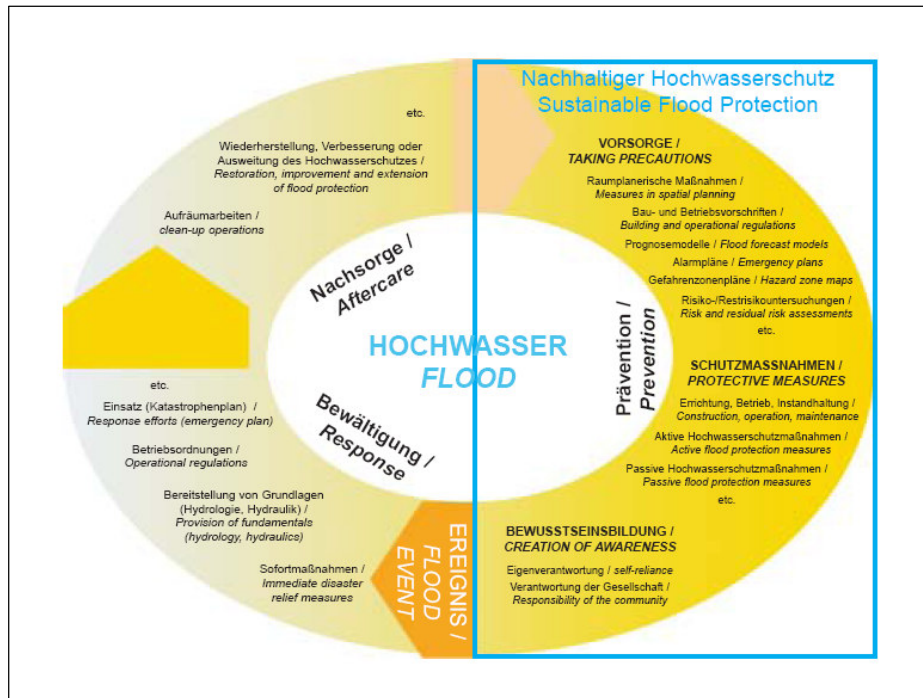 Nachhaltiger Hochwasserschutz
Sustainable Flood Protection
VORSORGE /
TAKING PRECAUTIONS
Raumplanerische Maßnahmen /
Measures in spatial planning
Bau- und Betriebsvorschriften /
Building and operational regulations
Prognosemodelle / Flood forecast models
Alarmpläne / Emergency plans
Gefahrenzonenpläne / Hazard zone maps
Risiko-/Restrisikountersuchungen /
Risk and residual risk assessments
etc.
SCHUTZMASSNAHMEN /
PROTECTIVE MEASURES
Errichtung, Betrieb, Instandhaltung /
Construction, operation, maintenance
Aktive Hochwasserschutzmaßnahmen /
Active flood protection measures
Passive Hochwasserschutzmaßnahmen /
Passive flood protection measures
etc.
BEWUSSTSEINSBILDUNG /
CREATION OF AWARENESS
Eigenverantwortung / self-reliance
Verantwortung der Gesellschaft /
Responsibility of the community
Prävention /
Prevention
HOCHWASSER
FLOOD
EREIGNIS /
FLOOD
EVENT
Bewältigung /
Response
Sofortmaßnahmen /
Immediate disaster
relief measures
Bereitstellung von Grundlagen
(Hydrologie, Hydraulik) /
Provision of fundamentals
(hydrology, hydraulics)
Betriebsordnungen /
Operational regulations
Einsatz (Katastrophenplan) /
Response efforts (emergency plan)
etc.
Nachsorge /
Aftercare
Aufräumarbeiten /
clean-up operations
Wiederherstellung, Verbesserung oder
Ausweitung des Hochwasserschutzes /
Restoration, improvement and extension
of flood protection
etc.